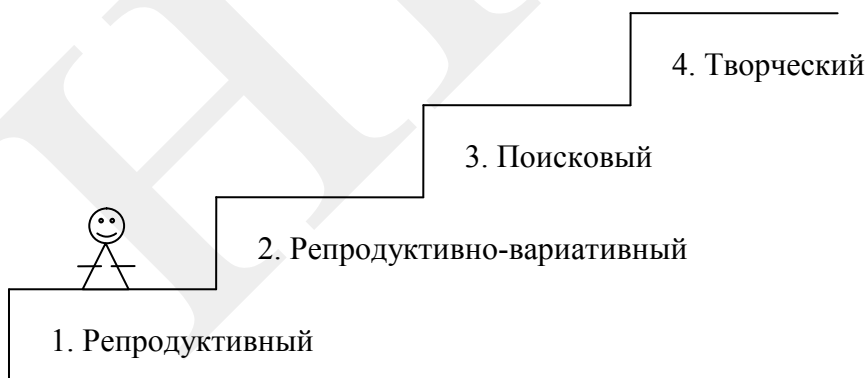 4. Творческий
3. Поисковый
2. Репродуктивно-вариативный
1. Репродуктивный